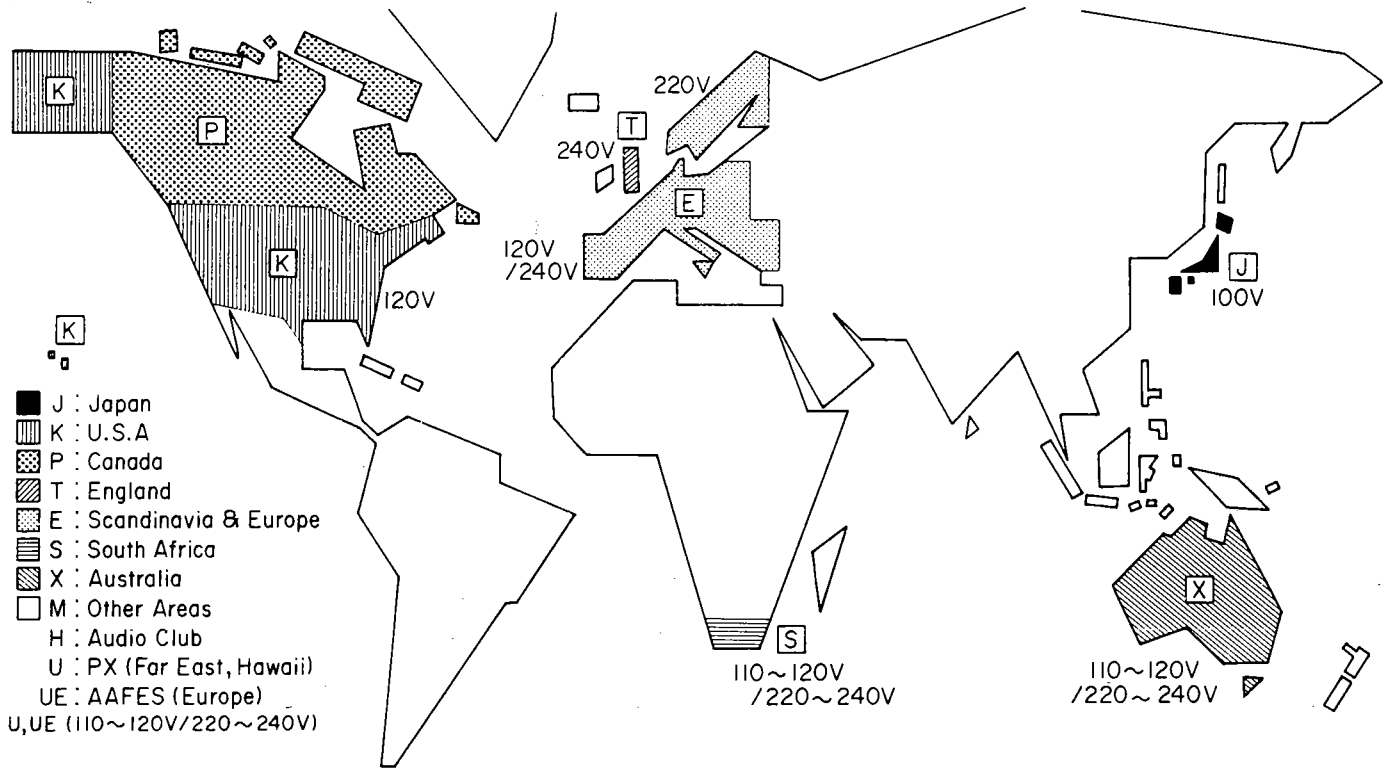 K
P
K
120V
K
220V
T
240V
E
120V
/240V
J
100V
J : Japan
K : U.S.A
P : Canada
T : England
E : Scandinavia & Europe
S : South Africa
X : Australia
M : Other Areas
H : Audio Club
U : PX (Far East, Hawaii)
UE : AAFES (Europe)
U,UE (110~120V/220~240V)
S
110~120V
/220~240V
X
110~120V
/220~240V